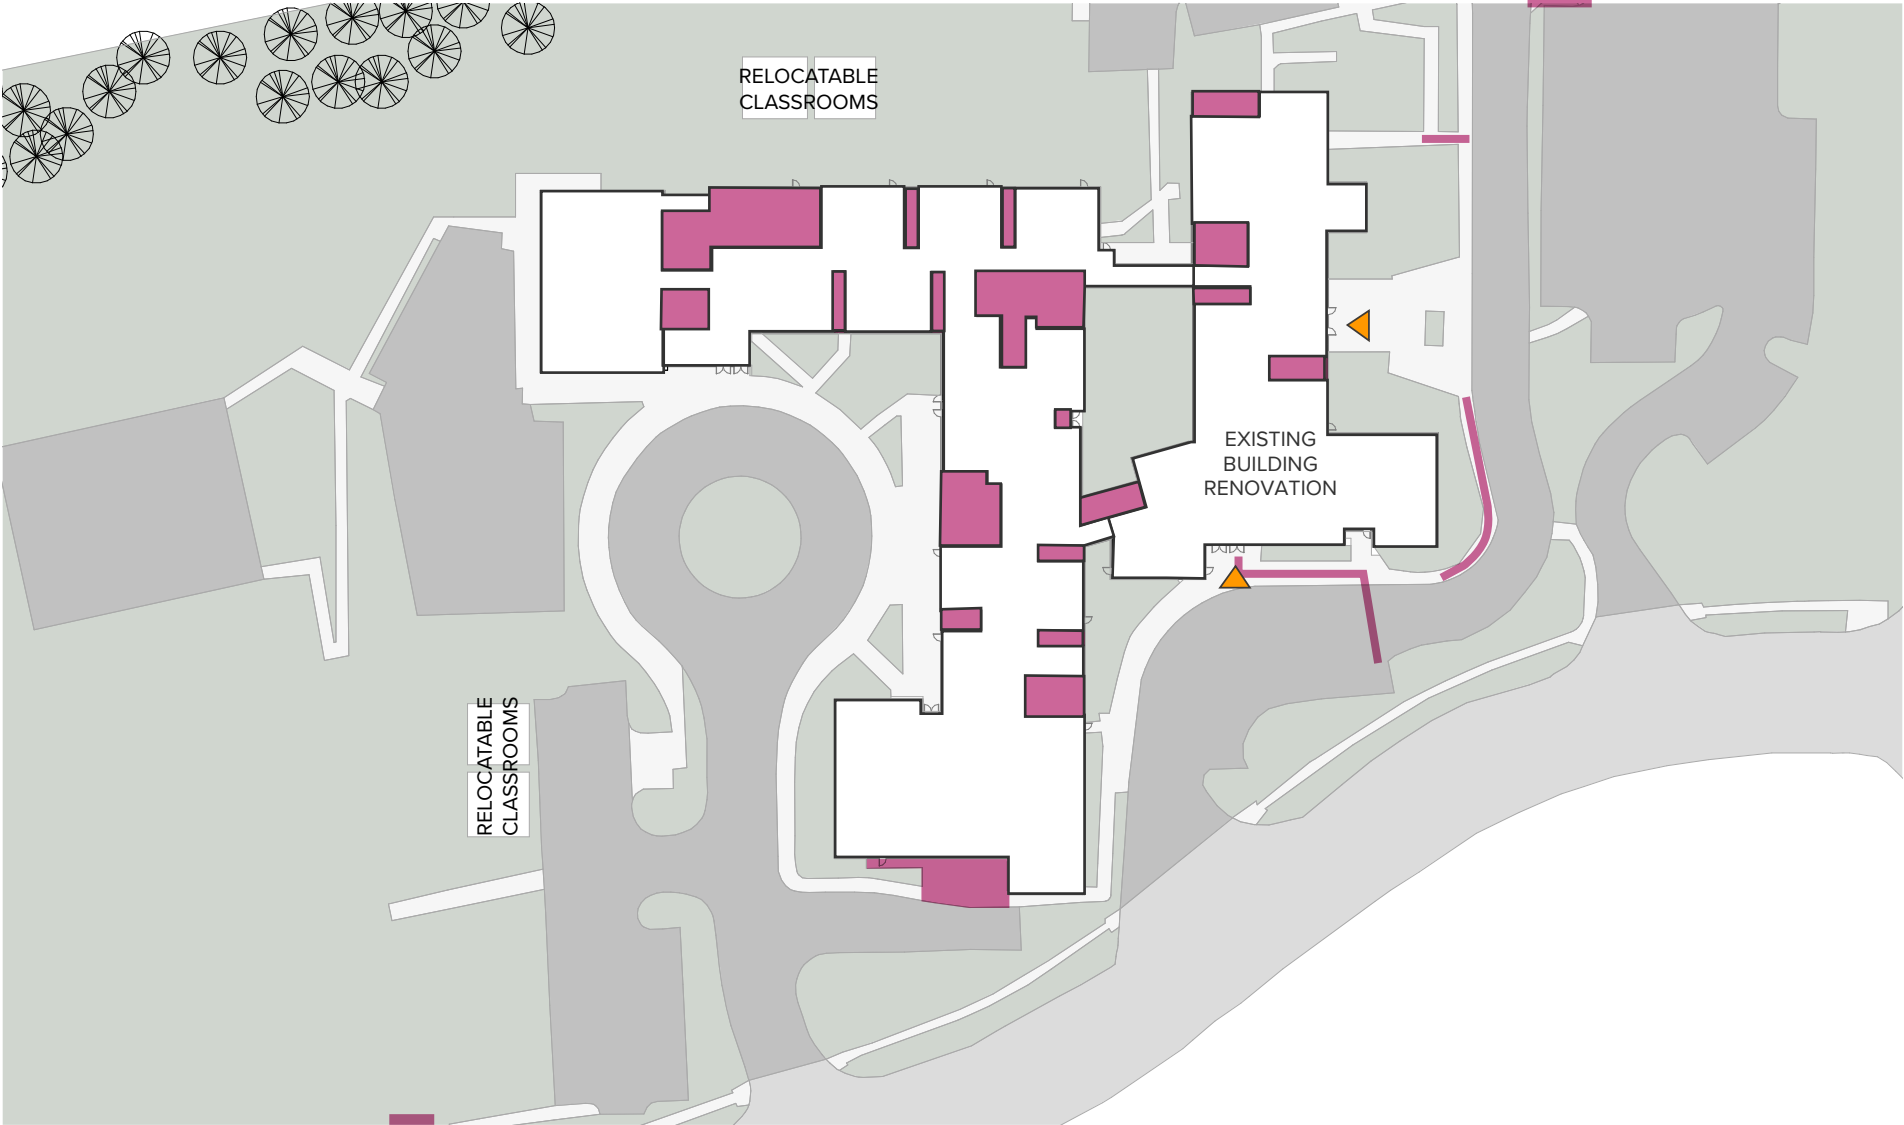 RELOCATABLE
CLASSROOMS
EXISTING
BUILDING
RENOVATION
RELOCATABLE
CLASSROOMS